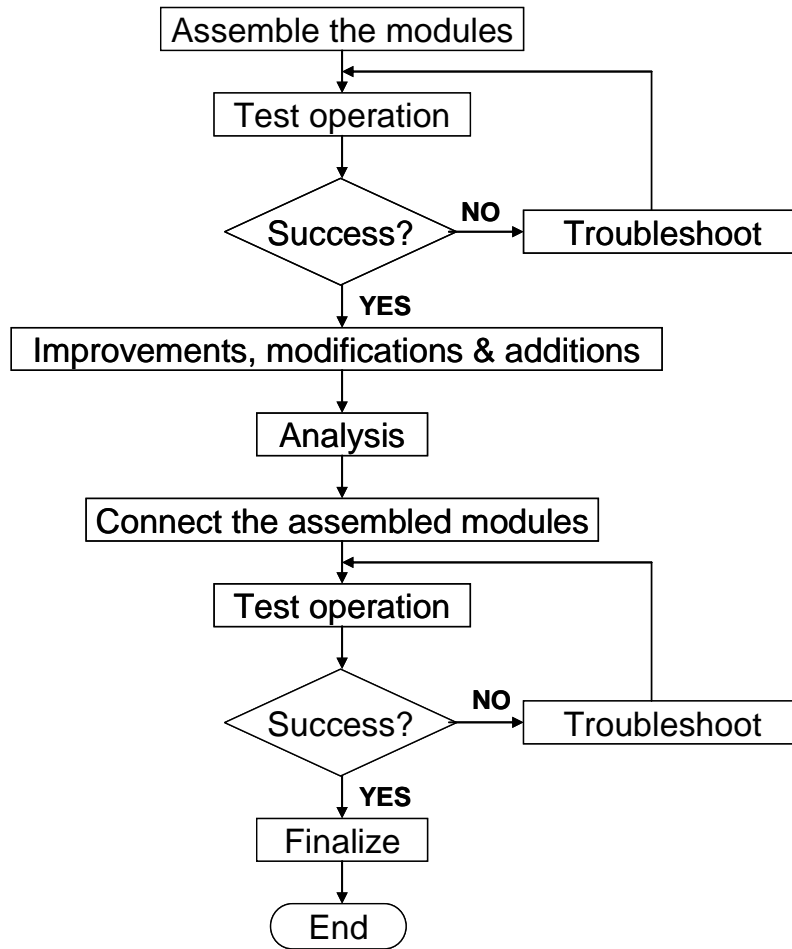 Assemble the modules
Test operation
Success?
NO
Troubleshoot
YES
Improvements, modifications & additions
Analysis
Connect the assembled modules
Test operation
Success?
NO
Troubleshoot
YES
Finalize
End